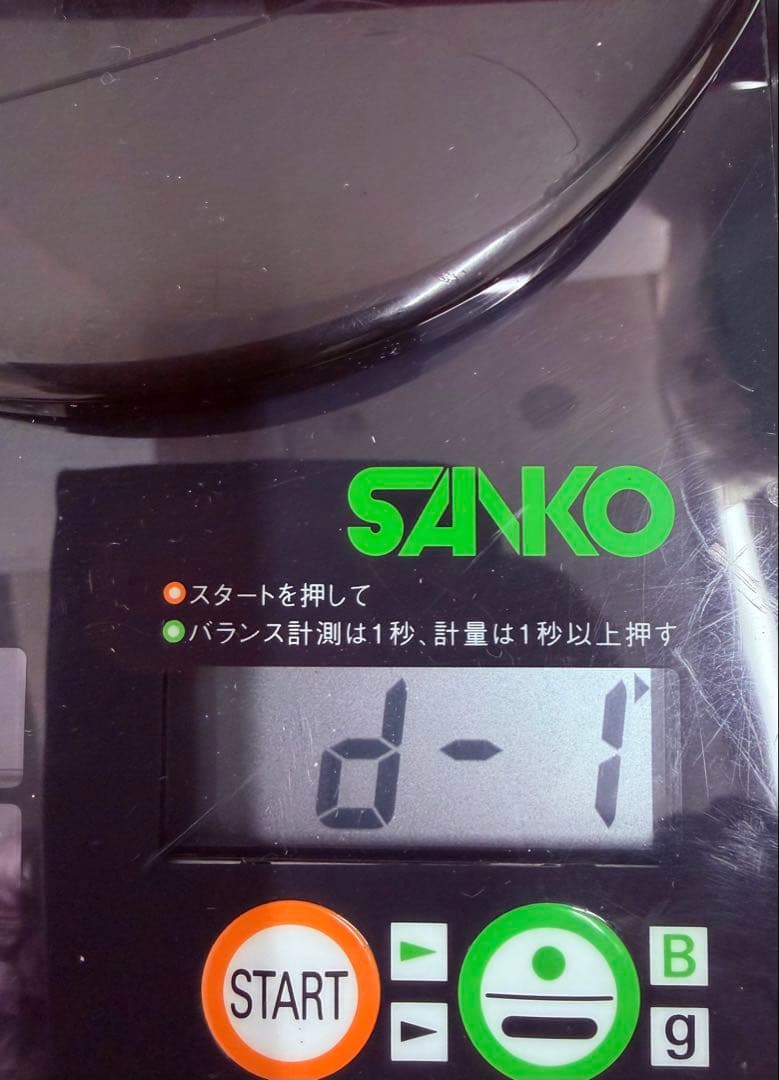 SANKO
スタートを押して
バランス計測は1秒、計量は1秒以上押す
d-1
START
B
g